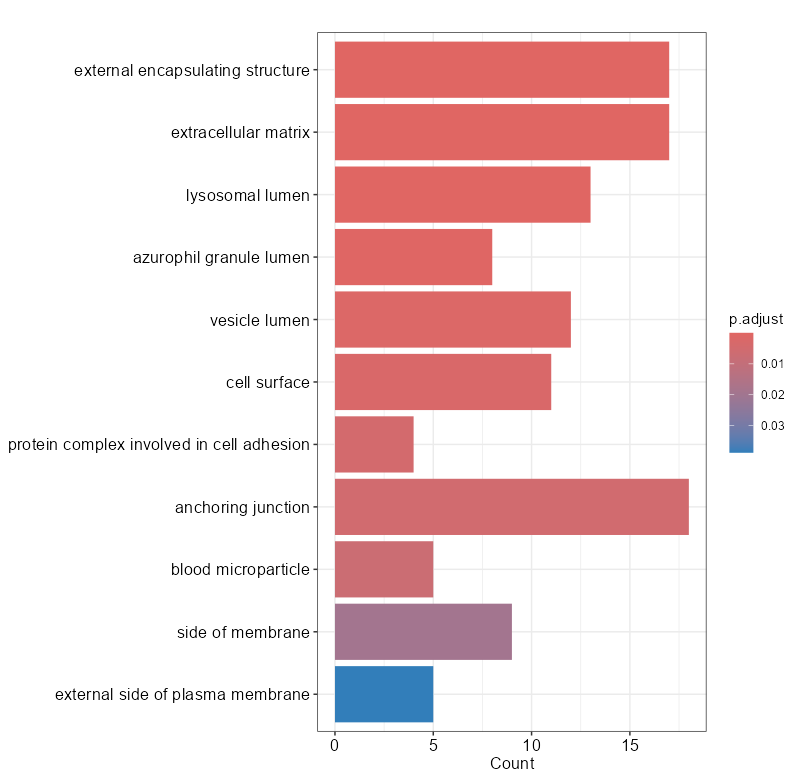 external encapsulating structure
extracellular matrix
lysosomal lumen
azurophil granule lumen
vesicle lumen
cell surface
protein complex involved in cell adhesion
anchoring junction
blood microparticle
side of membrane
external side of plasma membrane
0 5 10 15
Count
p.adjust
0.01
0.02
0.03